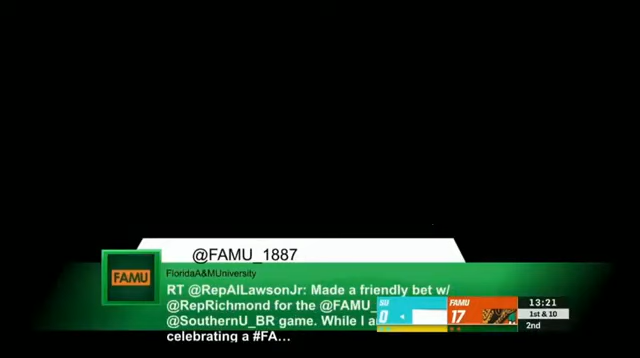 @FAMU_1887
FAMU
FloridaA&MUniversity
RT @RepAlLawsonJr: Made a friendly bet w/
@RepRichmond for the @FAMU_
@SouthernU_BR game. While I a
celebrating a #FA...
SU
0
FAMU
17
13:21
1st & 10
2nd